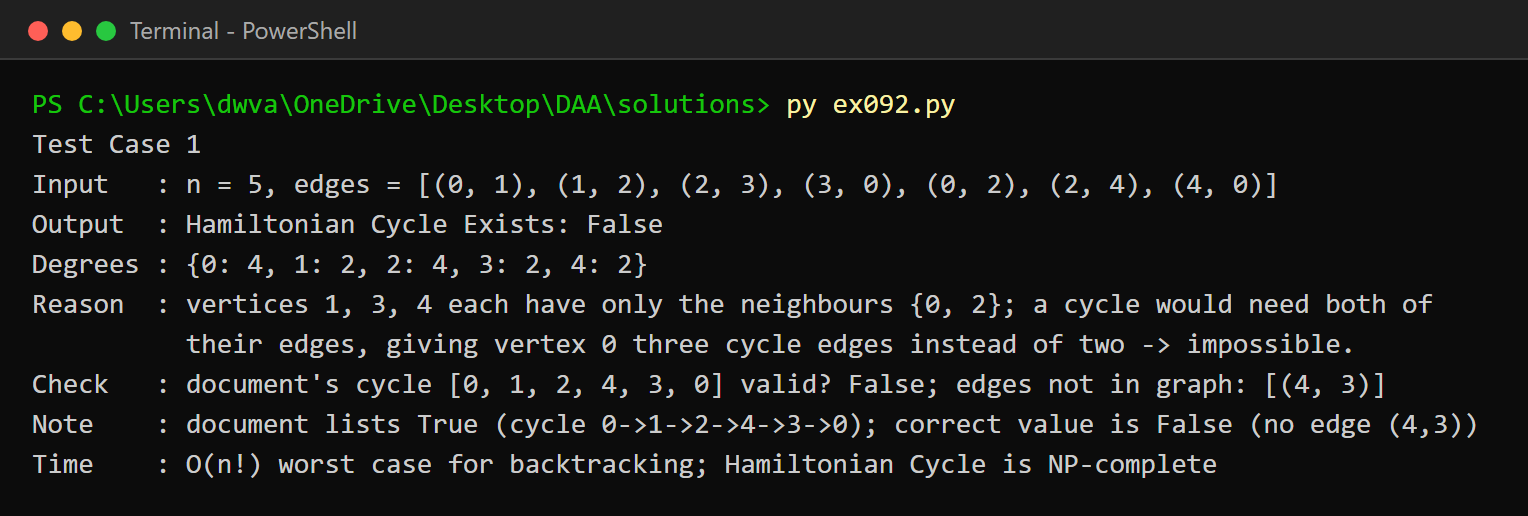 Terminal - PowerShell
PS C:\Users\dwva\OneDrive\Desktop\DAA\solutions> py ex092.py
Test Case 1
Input   : n = 5, edges = [(0, 1), (1, 2), (2, 3), (3, 0), (0, 2), (2, 4), (4, 0)]
Output  : Hamiltonian Cycle Exists: False
Degrees : {0: 4, 1: 2, 2: 4, 3: 2, 4: 2}
Reason  : vertices 1, 3, 4 each have only the neighbours {0, 2}; a cycle would need both of
          their edges, giving vertex 0 three cycle edges instead of two -> impossible.
Check   : document's cycle [0, 1, 2, 4, 3, 0] valid? False; edges not in graph: [(4, 3)]
Note    : document lists True (cycle 0->1->2->4->3->0); correct value is False (no edge (4,3))
Time    : O(n!) worst case for backtracking; Hamiltonian Cycle is NP-complete